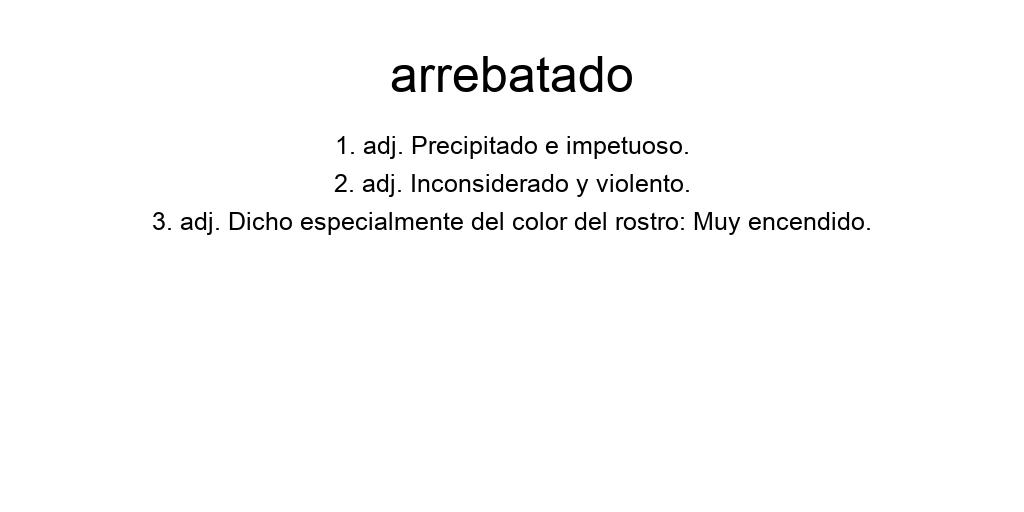 arrebatado
1. adj. Precipitado e impetuoso.
2. adj. Inconsiderado y violento.
3. adj. Dicho especialmente del color del rostro: Muy encendido.